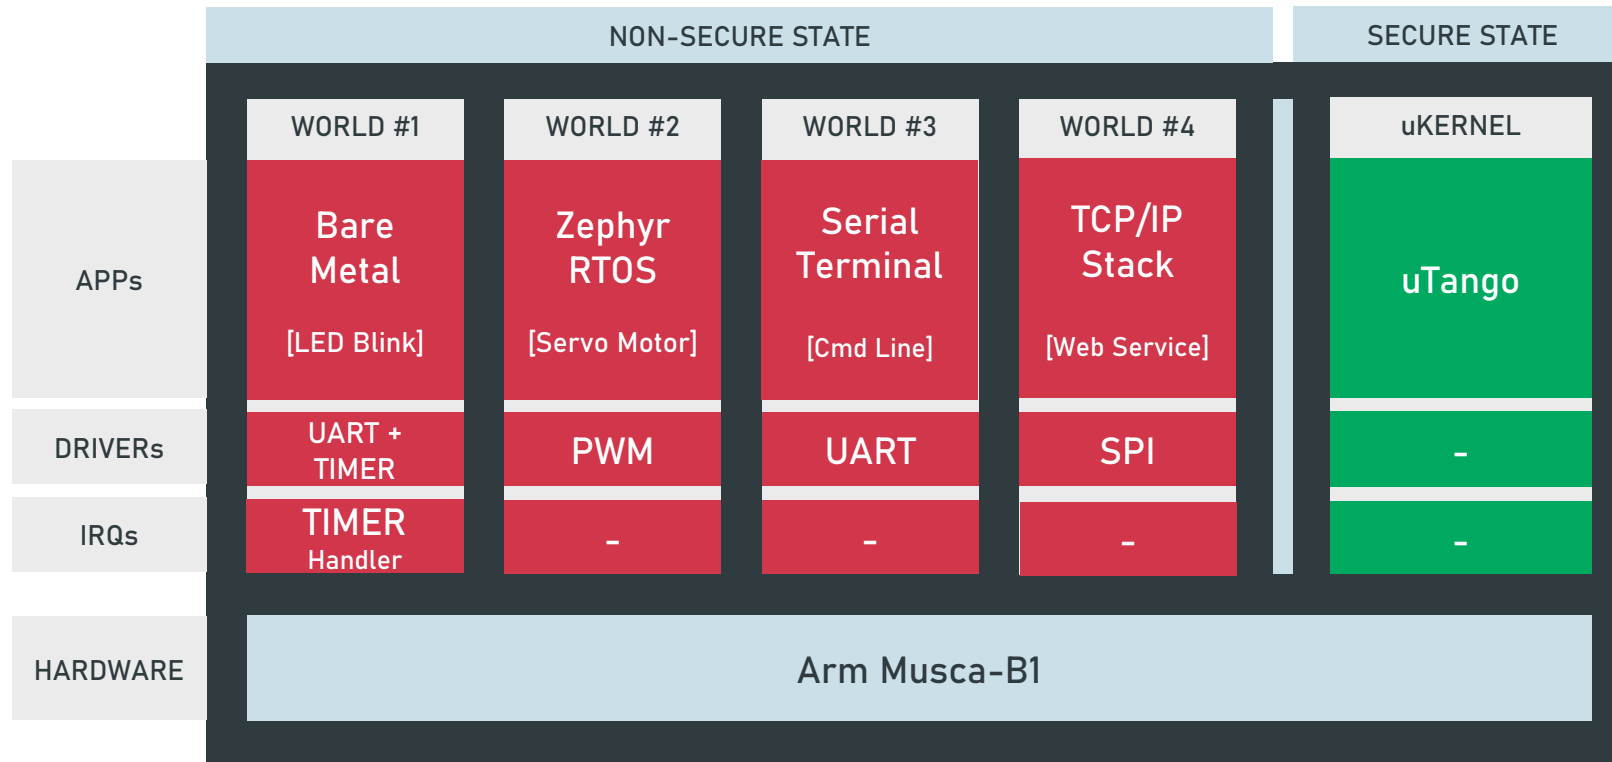 NON-SECURE STATE
SECURE STATE
WORLD #1
WORLD #2
WORLD #3
WORLD #4
uKERNEL
APPs
Bare
Metal
[LED Blink]
Zephyr
RTOS
[Servo Motor]
Serial
Terminal
[Cmd Line]
TCP/IP
Stack
[Web Service]
uTango
DRIVERs
UART +
TIMER
PWM
UART
SPI
-
IRQs
TIMER
Handler
-
-
-
-
HARDWARE
Arm Musca-B1